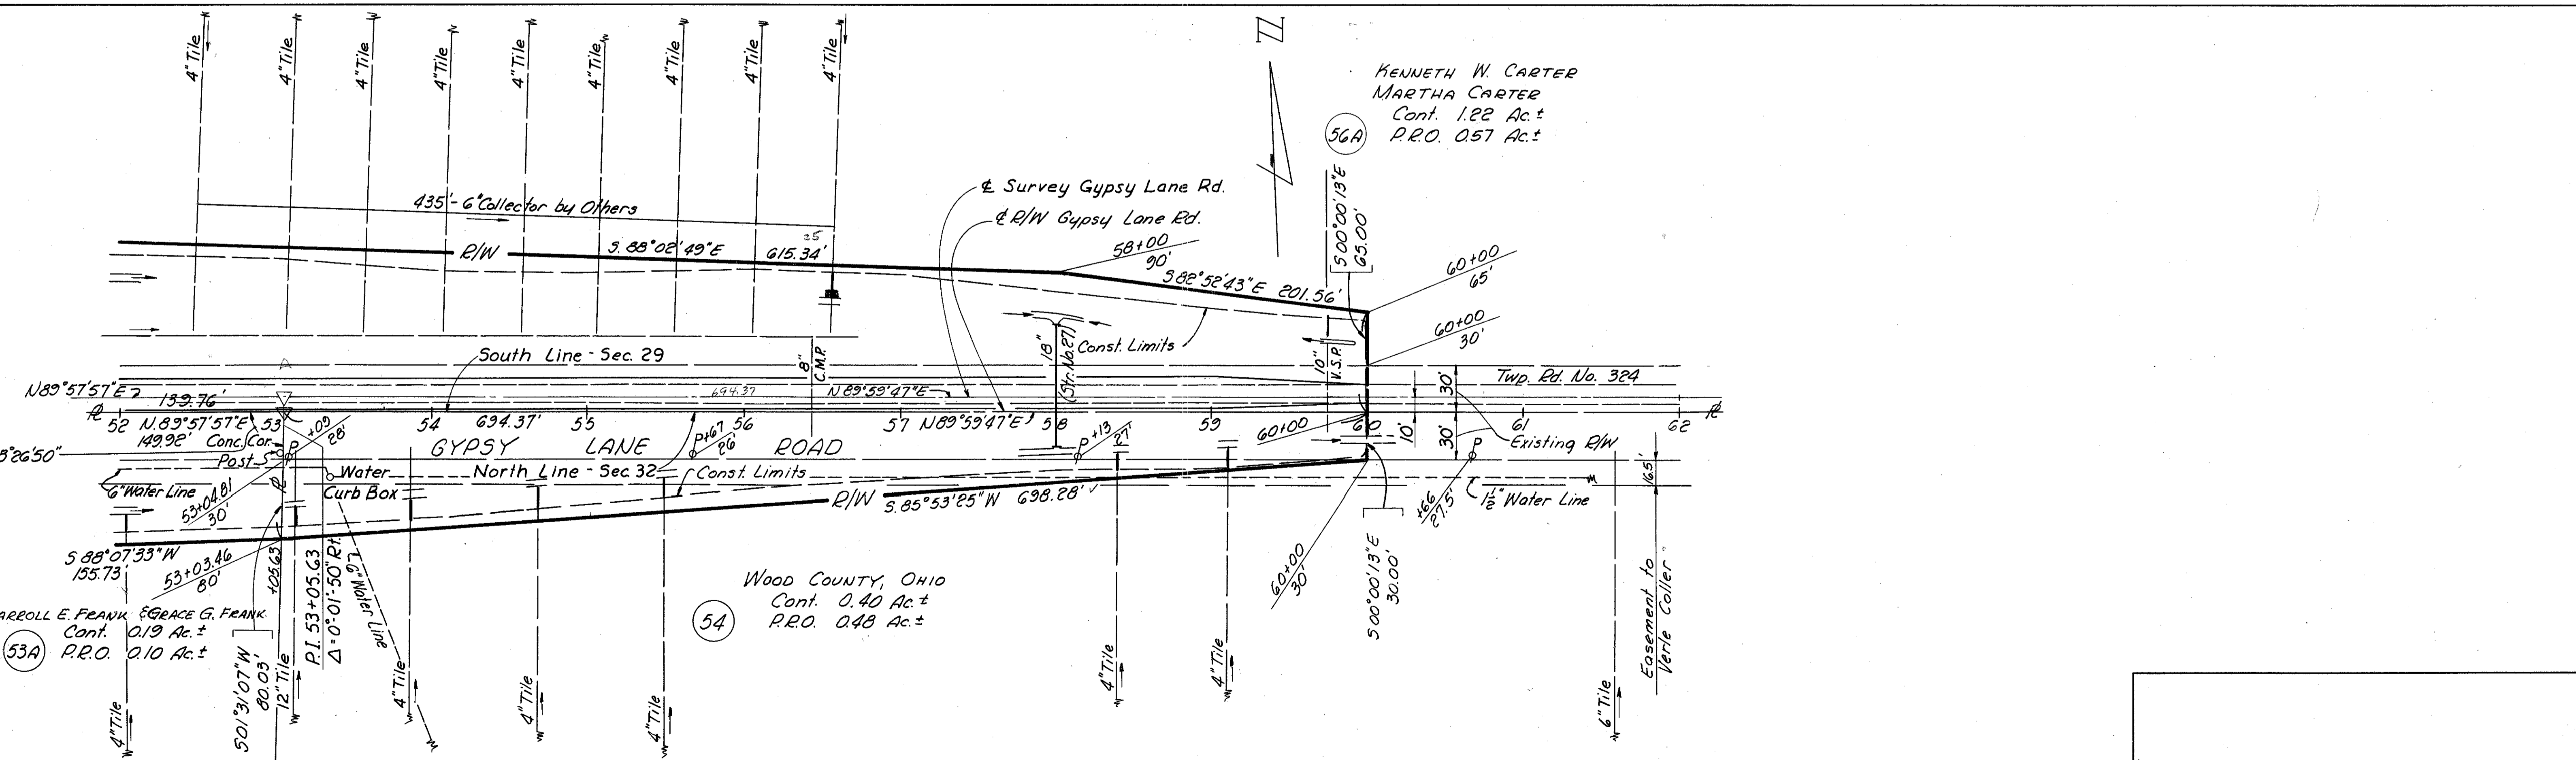 4" Tile
4" Tile
4" Tile
4" Tile
4" Tile
4" Tile
4" Tile
4" Tile
4" Tile
N
KENNETH W. CARTER
MARTHA CARTER
Cont. 1.22 Ac.±
56A P.R.O. 0.57 Ac.±
435'-6" Collector by Others
℄ Survey Gypsy Lane Rd.
℄ R/W Gypsy Lane Rd.
R/W
S. 88°02'49"E 615.34'
58+00
90'
S 82°52'43"E 201.56'
S00°00'13"E
65.00'
60+00
65'
60+00
30'
Const. Limits
18"
(Str. No. 27)
10"
V.S.P.
8"
C.M.P.
South Line - Sec. 29
N89°57'57"E
139.76'
694.37
N89°59'47"E
Twp. Rd. No. 324
30'
52 N.89°57'57"E 53 54 694.37' 55 56 57 N89°59'47"E 58 59 60 61 62
149.92' Conc. Cor.
Post S
+09
28'
GYPSY LANE ROAD
P+67
26'
P+13
27'
60+00
10'
30'
Existing R/W
P
P
+66
27.5'
16.5'
3°26'50"
6" Water Line
Water
Curb Box
North Line - Sec. 32
Const. Limits
53+04.81
30'
R/W S. 85°53'25"W 698.28'
1½" Water Line
S 88°07'33"W
155.73'
53+03.46
80'
+05.63
P.I. 53+05.63
Δ=0°-01'-50" Rt.
6" Water Line
WOOD COUNTY, OHIO
Cont. 0.40 Ac.±
54 P.R.O. 0.48 Ac.±
60+00
30'
S00°00'13"E
30.00'
Easement to
Verle Coller
ARROLL E. FRANK & GRACE G. FRANK
Cont. 0.19 Ac.±
53A P.R.O. 0.10 Ac.±
S01°31'07"W
80.03'
12" Tile
4" Tile
4" Tile
4" Tile
4" Tile
4" Tile
4" Tile
6" Tile